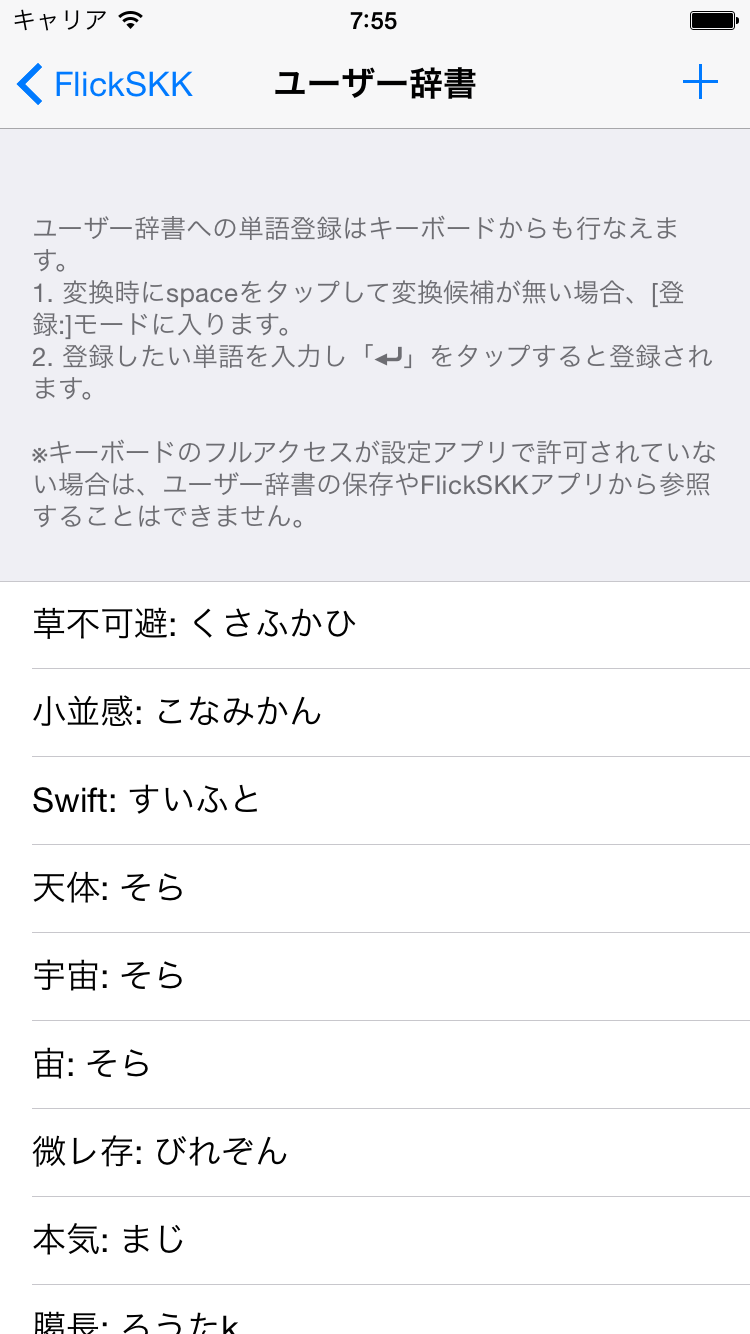 キャリア 7:55
FlickSKK ユーザー辞書
ユーザー辞書への単語登録はキーボードからも行なえま
す。
1. 変換時にspaceをタップして変換候補が無い場合、[登
録:]モードに入ります。
2. 登録したい単語を入力し「↵」をタップすると登録され
ます。
※キーボードのフルアクセスが設定アプリで許可されていな
い場合は、ユーザー辞書の保存やFlickSKKアプリから参照
することはできません。
草不可避: くさふかひ
小並感: こなみかん
Swift: すいふと
天体: そら
宇宙: そら
宙: そら
微レ存: びれぞん
本気: まじ
臈長: ろうたk